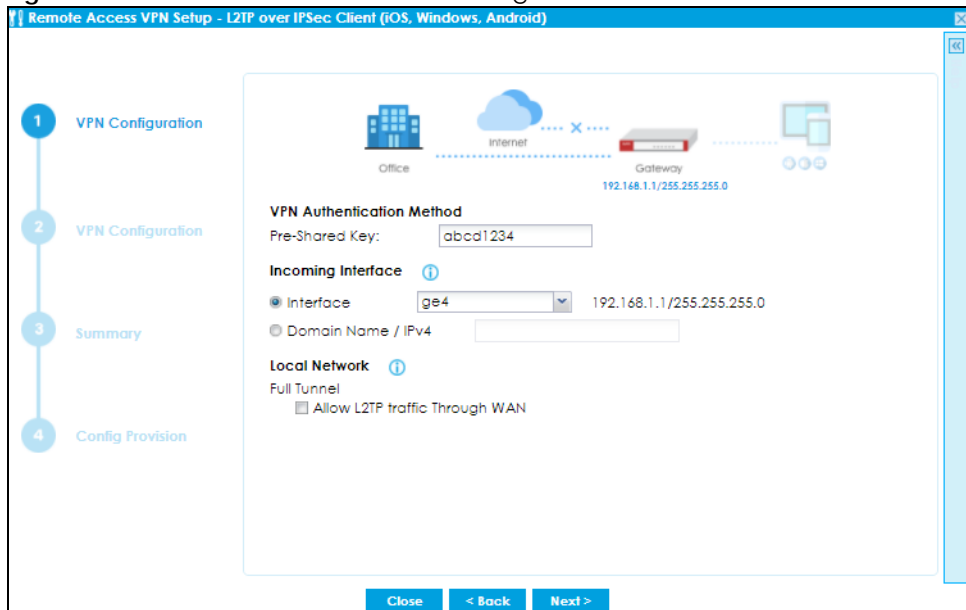 Remote Access VPN Setup - L2TP over IPSec Client (iOS, Windows, Android)
1 VPN Configuration
2 VPN Configuration
3 Summary
4 Config Provision
Office
Internet
Gateway
192.168.1.1/255.255.255.0
VPN Authentication Method
Pre-Shared Key: abcd1234
Incoming Interface
Interface ge4 192.168.1.1/255.255.255.0
Domain Name / IPv4
Local Network
Full Tunnel
Allow L2TP traffic Through WAN
Close < Back Next >